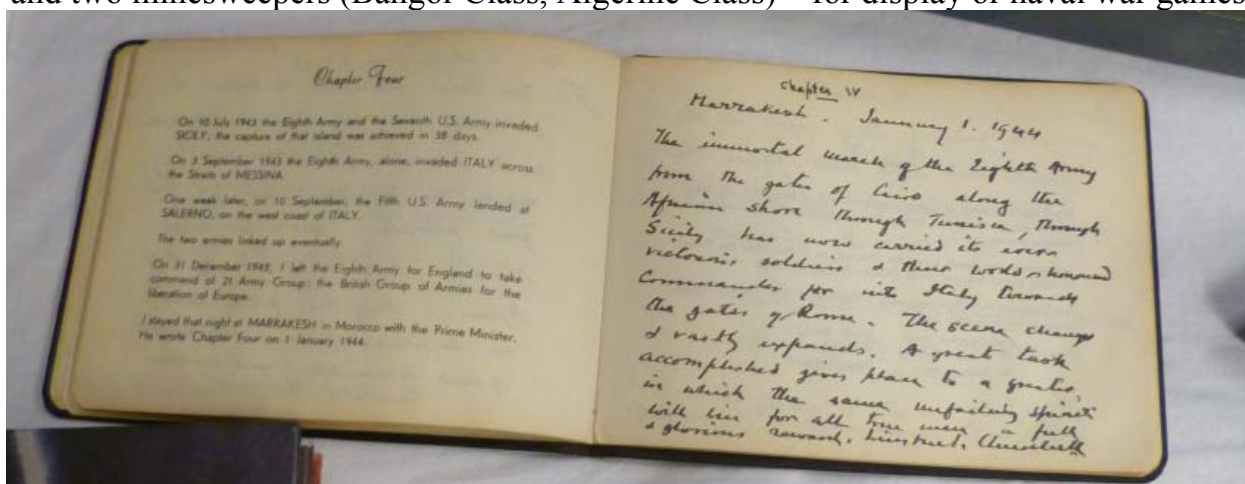 and two minesweepers (Bangor Class, Algerine Class) – for display of naval war games
Chapter Four
On 10 July 1943 the Eighth Army and the Seventh U.S. Army invaded
SICILY; the capture of that island was achieved in 38 days.
On 3 September 1943 the Eighth Army, alone, invaded ITALY across
the Straits of MESSINA.
One week later, on 10 September, the Fifth U.S. Army landed at
SALERNO, on the west coast of ITALY.
The two armies linked up eventually.
On 31 December 1943, I left the Eighth Army for England to take
command of 21 Army Group: the British Group of Armies for the
liberation of Europe.
I stayed that night at MARRAKESH in Morocco with the Prime Minister.
He wrote Chapter Four on 1 January 1944.
Chapter IV
Marrakesh. January 1. 1944
The immortal march of the Eighth Army
from the gates of Cairo along the
African shore through Tunisia, through
Sicily has now carried its ever
victorious soldiers & their world-honoured
Commander far into Italy towards
the gates of Rome. The scene changes
& vastly expands. A great task
accomplished gives place to a greater,
in which the same unfailing spirit
will win for all true men a full
& glorious reward. Winston S. Churchill